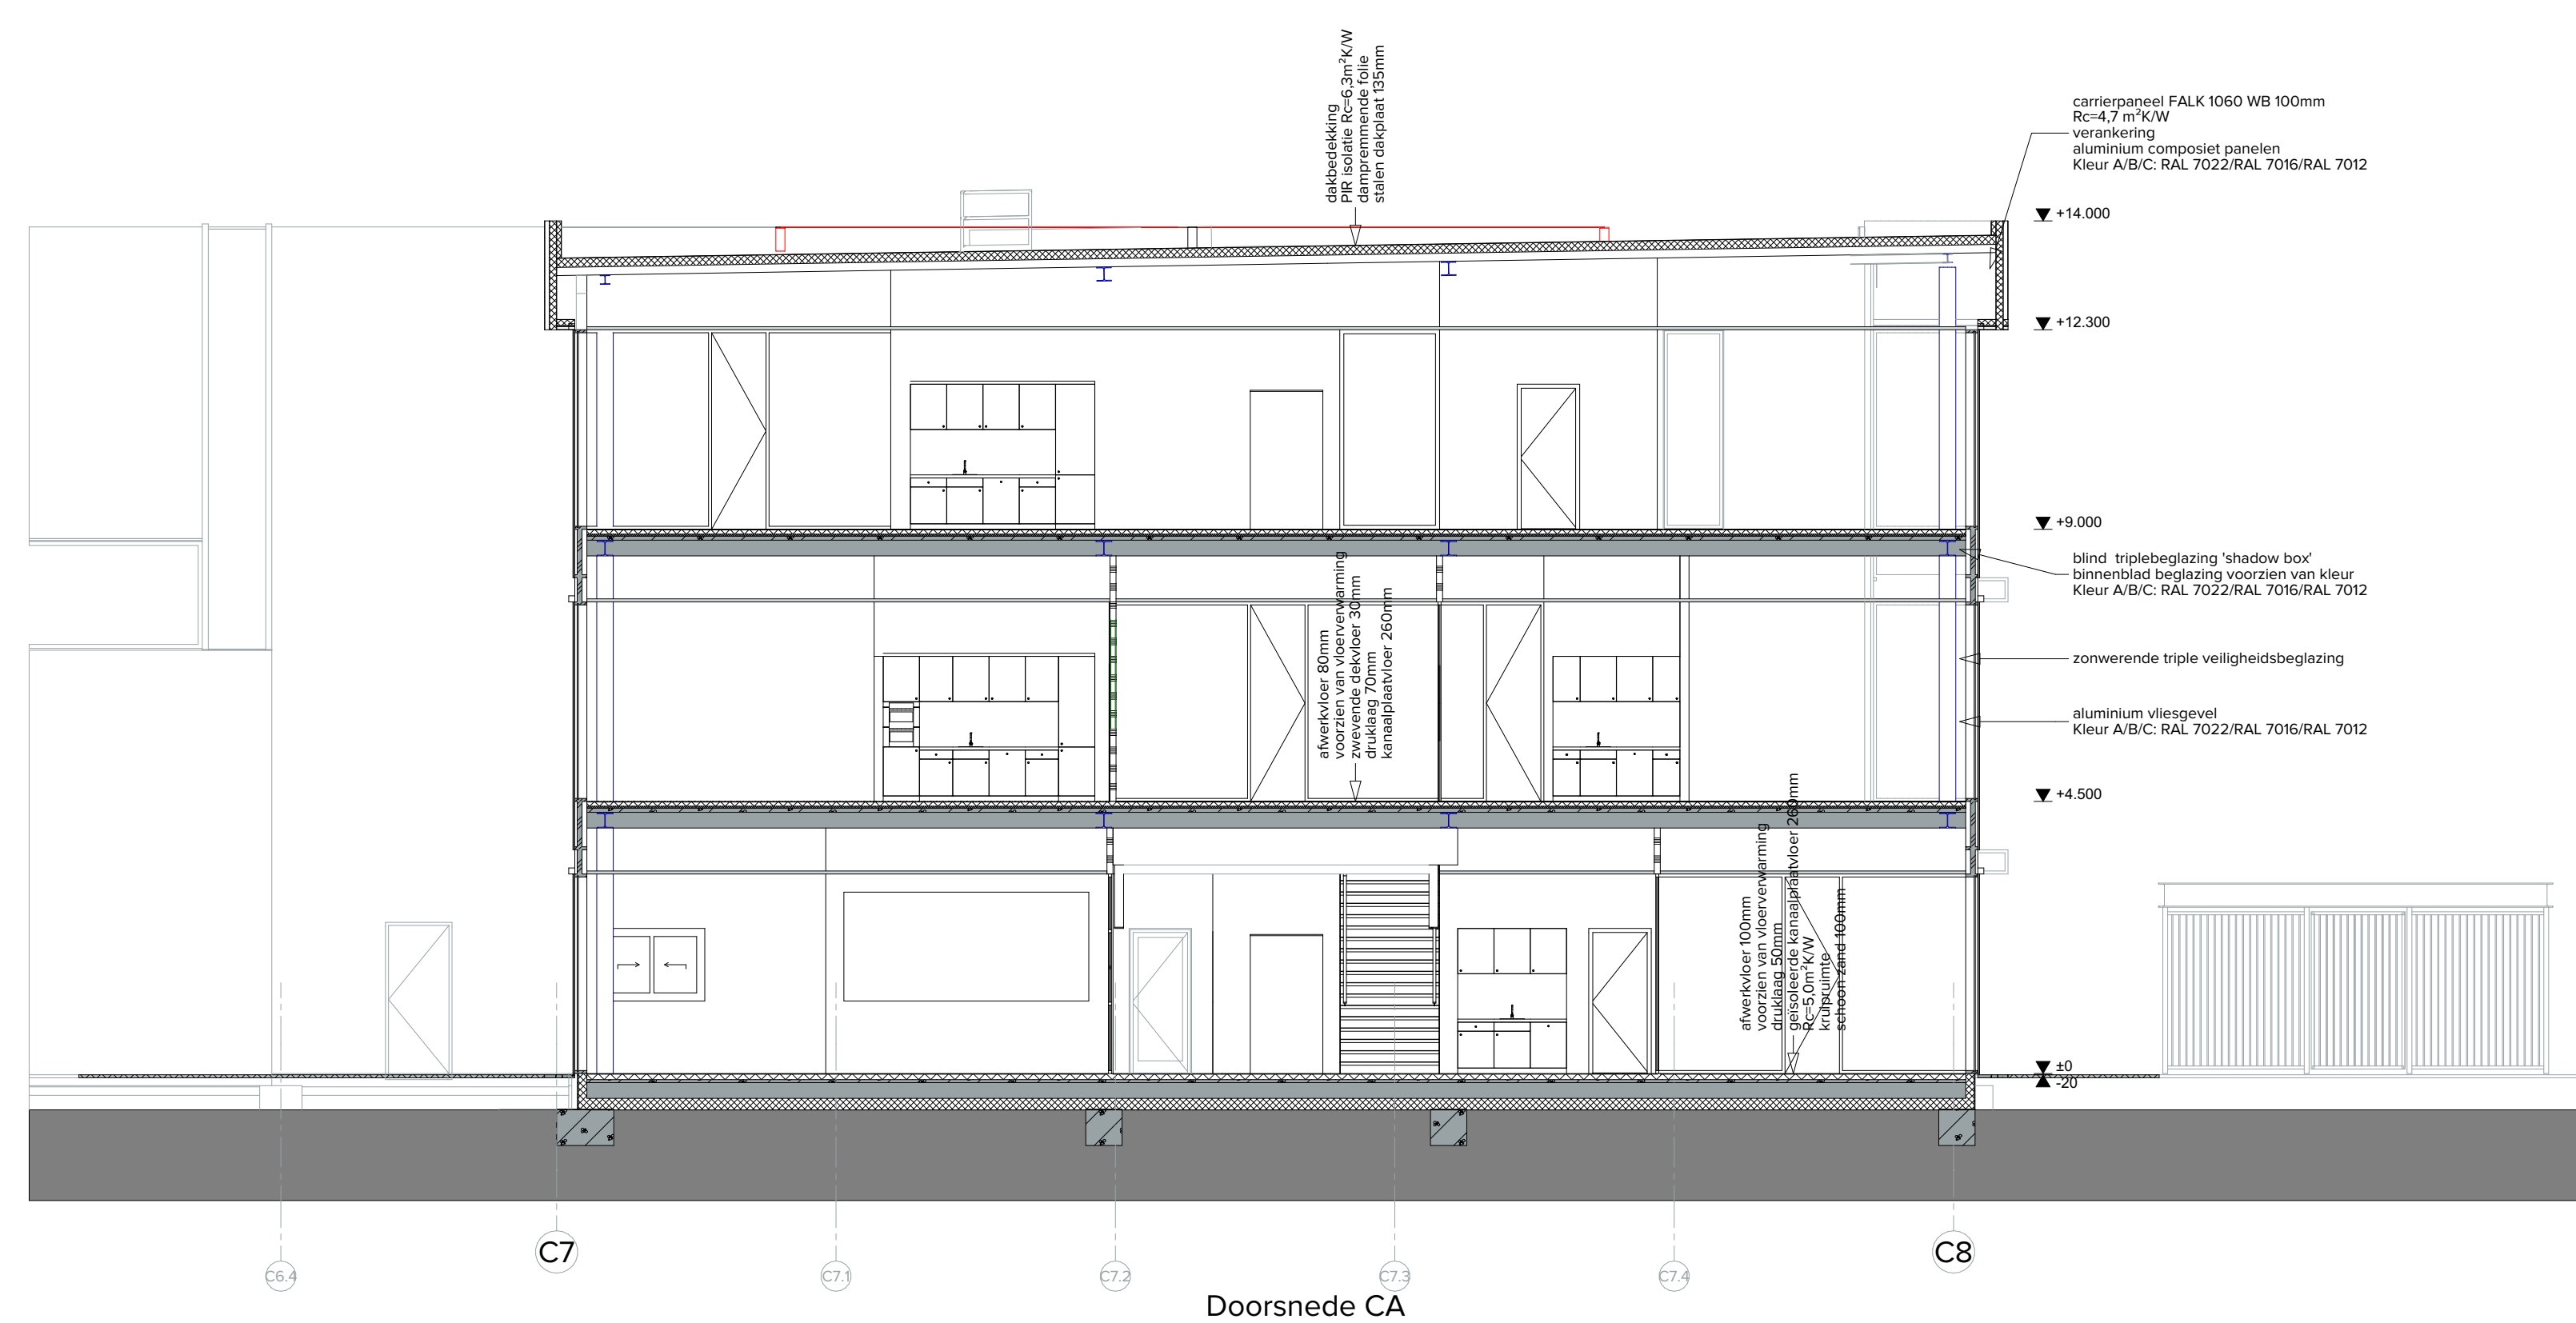 dakbedekking
PIR isolatie Rc=6,3m²K/W
dampremmende folie
stalen dakplaat 135mm
carrierpaneel FALK 1060 WB 100mm
Rc=4,7 m²K/W
verankering
aluminium composiet panelen
Kleur A/B/C: RAL 7022/RAL 7016/RAL 7012
+14.000
+12.300
+9.000
blind triplebeglazing 'shadow box'
binnenblad beglazing voorzien van kleur
Kleur A/B/C: RAL 7022/RAL 7016/RAL 7012
afwerkvloer 80mm
voorzien van vloerverwarming
zwevende dekvloer 30mm
druklaag 70mm
kanaalplaatvloer 260mm
zonwerende triple veiligheidsbeglazing
aluminium vliesgevel
Kleur A/B/C: RAL 7022/RAL 7016/RAL 7012
+4.500
afwerkvloer 100mm
voorzien van vloerverwarming
druklaag 50mm
geïsoleerde kanaalplaatvloer 260mm
Rc=5,0m²K/W
kruipruimte
schoon zand 100mm
±0
-20
C6.4
C7
C7.1
C7.2
C7.3
C7.4
C8
Doorsnede CA